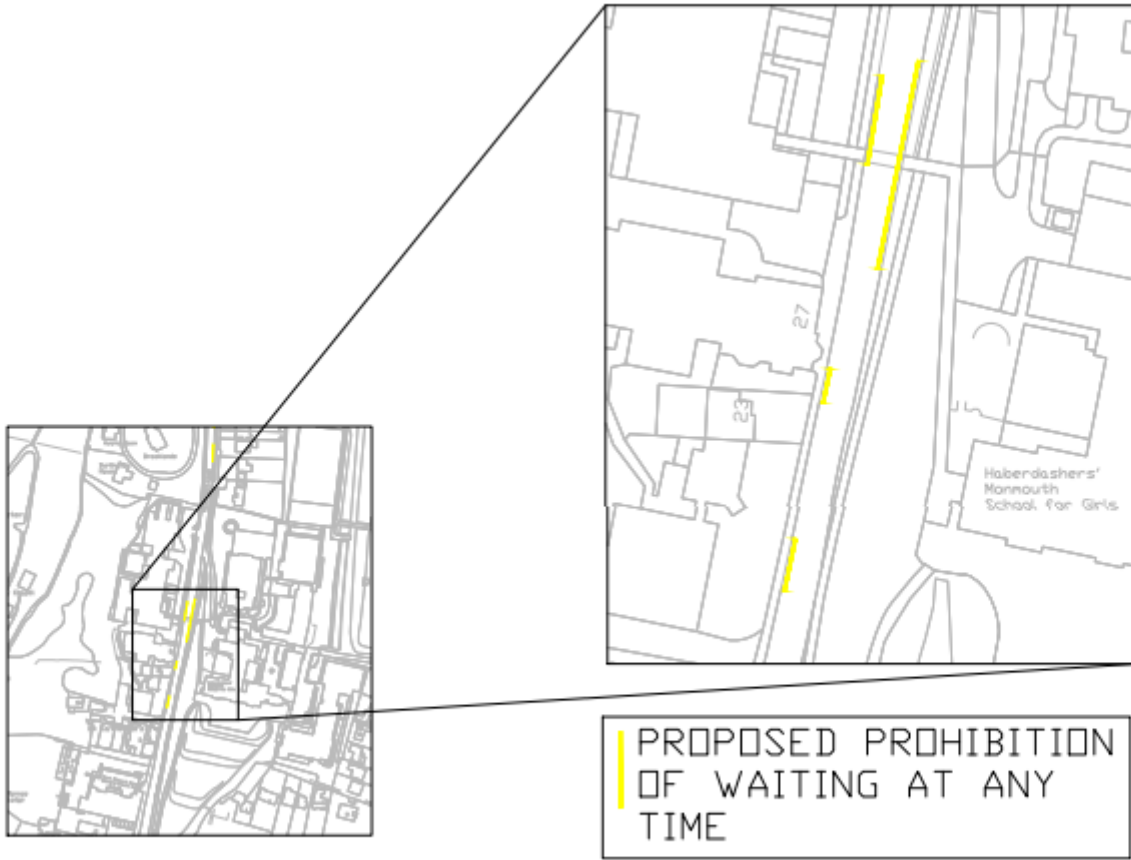 27
23
Haberdashers'
Monmouth
School for Girls
PROPOSED PROHIBITION
OF WAITING AT ANY
TIME